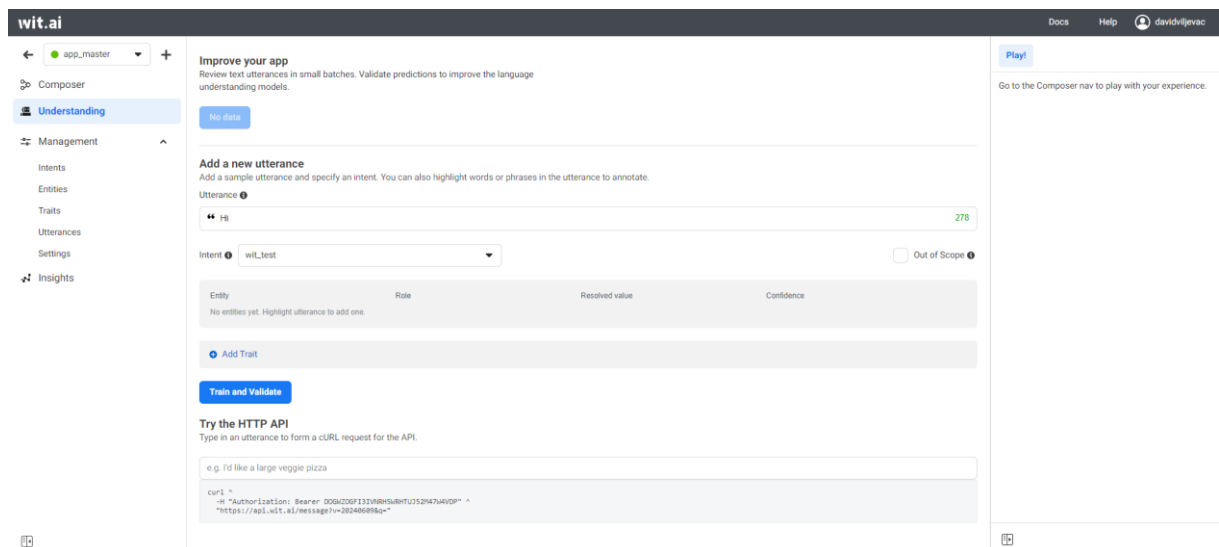 wit.ai
Docs Help davidviljevac
app_master
Composer
Understanding
Management
Intents
Entities
Traits
Utterances
Settings
Insights
Improve your app
Review text utterances in small batches. Validate predictions to improve the language
understanding models.
No data
Add a new utterance
Add a sample utterance and specify an intent. You can also highlight words or phrases in the utterance to annotate.
Utterance
Hi
278
Intent wit_test
Out of Scope
Entity Role Resolved value Confidence
No entities yet. Highlight utterance to add one.
Add Trait
Train and Validate
Try the HTTP API
Type in an utterance to form a cURL request for the API.
e.g. I'd like a large veggie pizza
curl ^
-H "Authorization: Bearer ^
"https://api.wit.ai/message?v=20240609&q="
Play!
Go to the Composer nav to play with your experience.